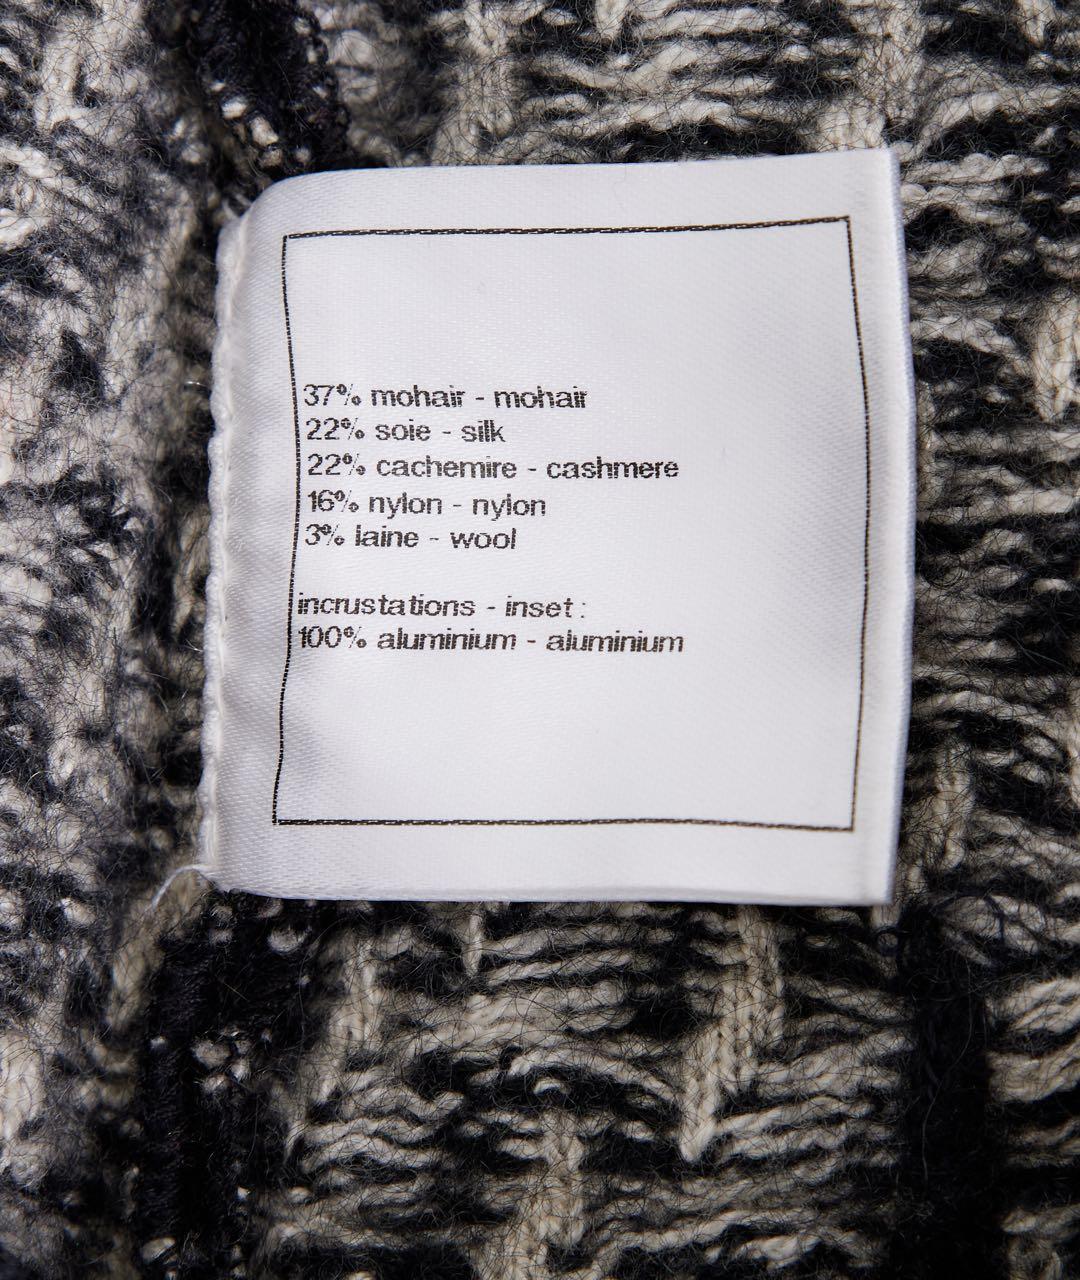 37% mohair - mohair
22% soie - silk
22% cachemire - cashmere
16% nylon - nylon
3% laine - wool
incrustations - inset :
100% aluminium - aluminium